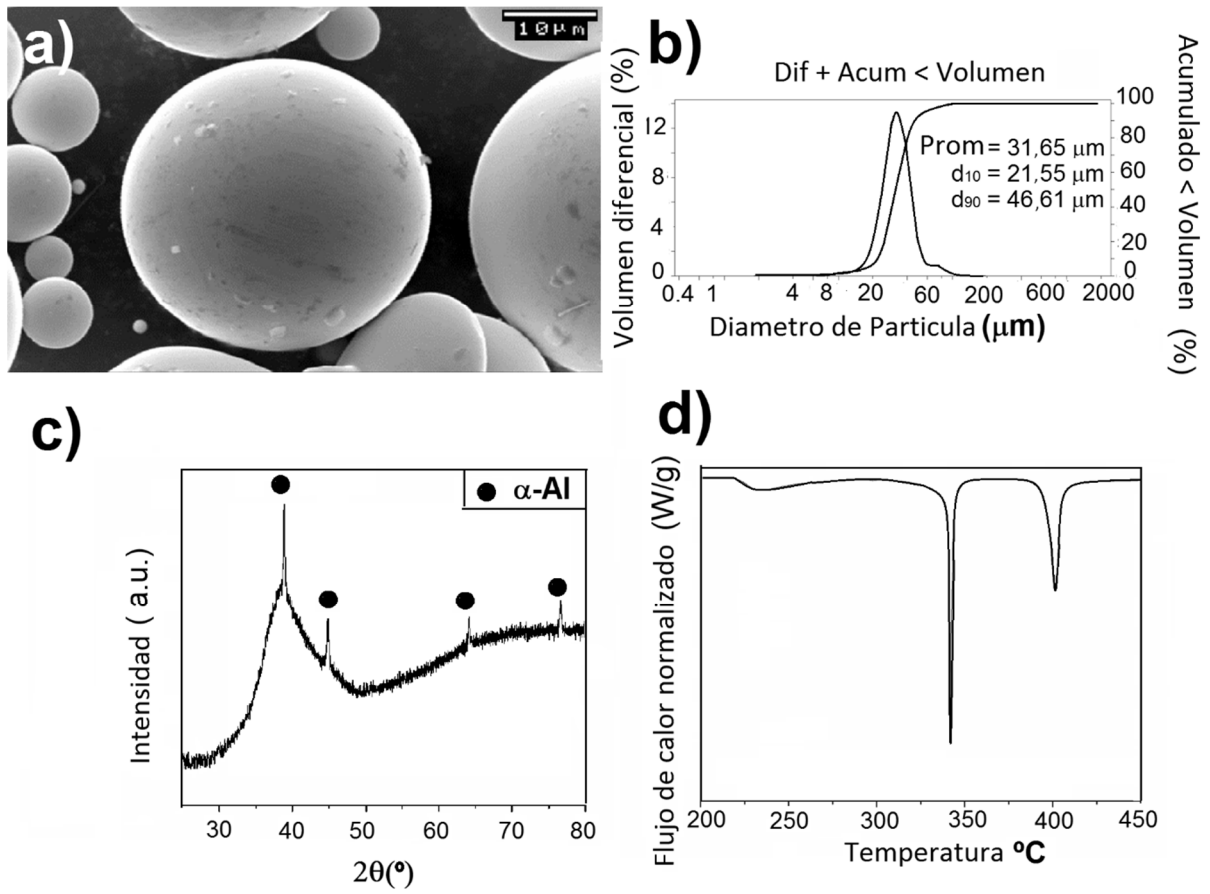 a)
10μm
b)
Dif + Acum < Volumen
Volumen diferencial (%)
12
8
4
0
Prom = 31,65 μm
d10 = 21,55 μm
d90 = 46,61 μm
100
80
60
40
20
0
Acumulado < Volumen (%)
0.4 1 4 8 20 60 200 600 2000
Diametro de Particula (μm)
c)
Intensidad ( a.u.)
α-Al
30 40 50 60 70 80
2θ(º)
d)
Flujo de calor normalizado (W/g)
200 250 300 350 400 450
Temperatura ºC